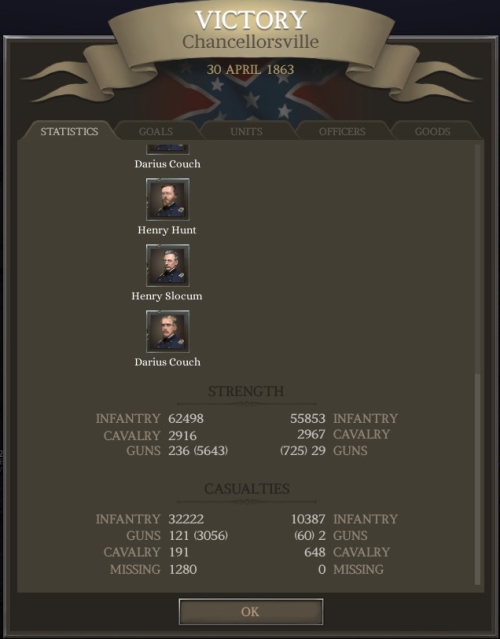 VICTORY
Chancellorsville
30 APRIL 1863
STATISTICS GOALS UNITS OFFICERS GOODS
Darius Couch
Henry Hunt
Henry Slocum
Darius Couch
STRENGTH
INFANTRY 62498 55853 INFANTRY
CAVALRY 2916 2967 CAVALRY
GUNS 236 (5643) (725) 29 GUNS
CASUALTIES
INFANTRY 32222 10387 INFANTRY
GUNS 121 (3056) (60) 2 GUNS
CAVALRY 191 648 CAVALRY
MISSING 1280 0 MISSING
OK